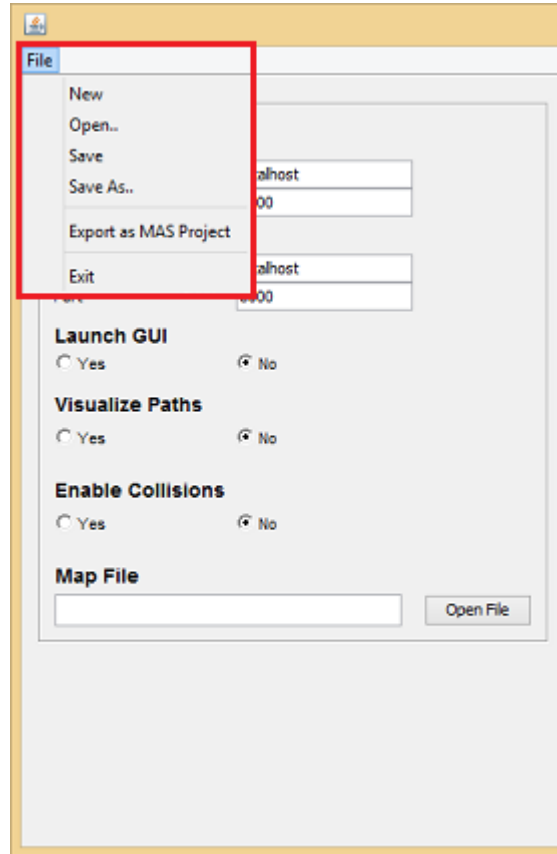 File
New
Open..
Save
Save As..
Export as MAS Project
Exit
Launch GUI
Yes No
Visualize Paths
Yes No
Enable Collisions
Yes No
Map File
Open File